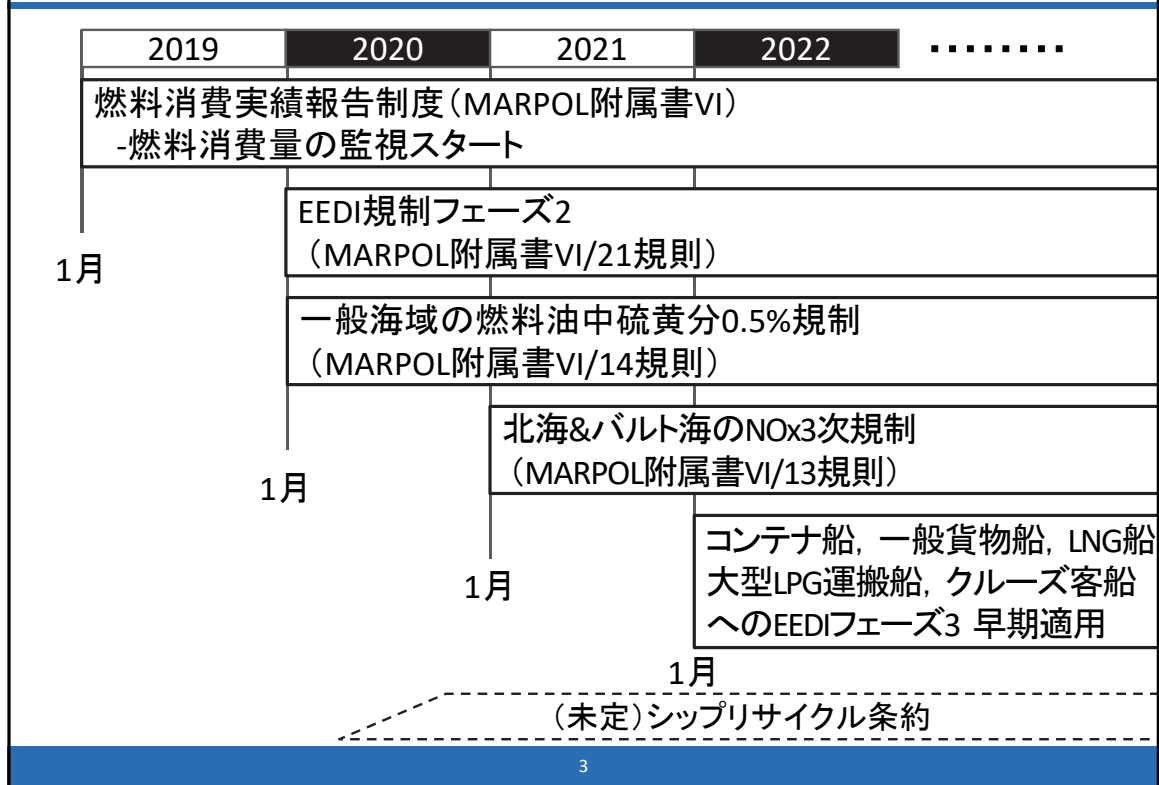 2019 2020 2021 2022 ········
燃料消費実績報告制度（MARPOL附属書VI）
-燃料消費量の監視スタート
EEDI規制フェーズ2
（MARPOL附属書VI/21規則）
1月
一般海域の燃料油中硫黄分0.5%規制
（MARPOL附属書VI/14規則）
北海&バルト海のNOx3次規制
（MARPOL附属書VI/13規則）
1月
コンテナ船，一般貨物船，LNG船
大型LPG運搬船，クルーズ客船
へのEEDIフェーズ3 早期適用
1月
1月
（未定）シップリサイクル条約
3